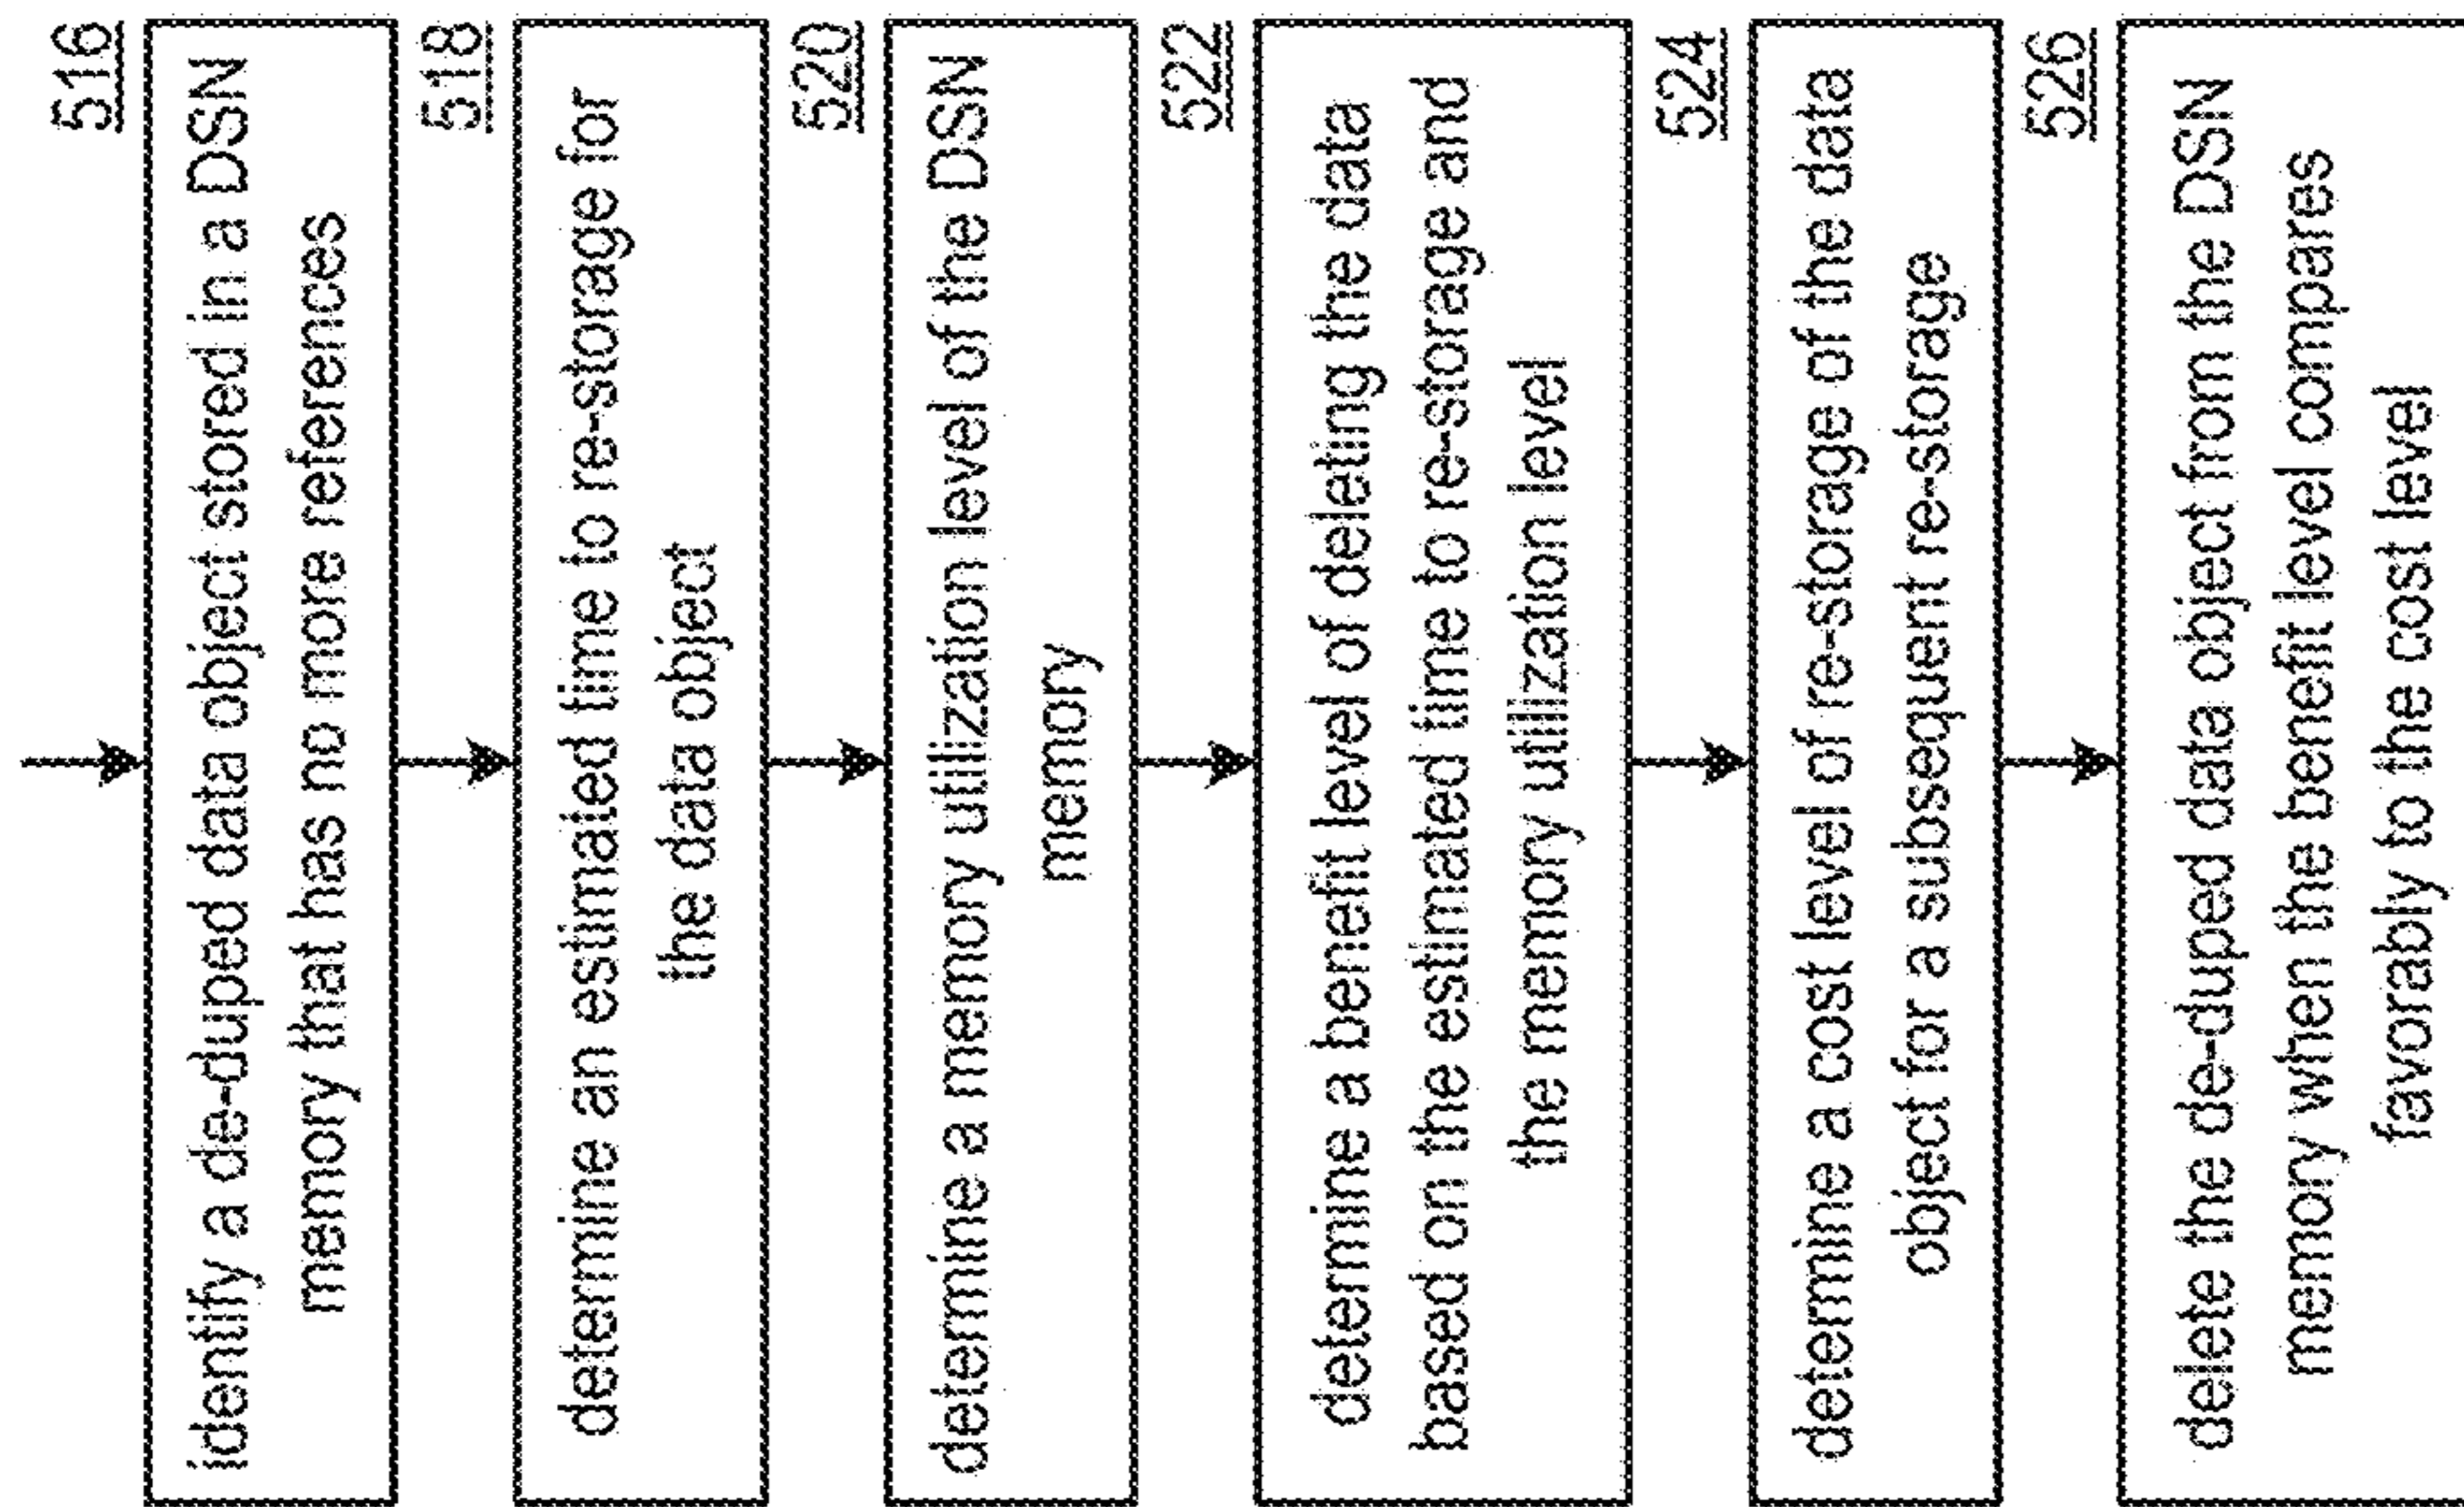 516
identify a de-duped data object stored in a DSN
memory that has no more references
518
determine an estimated time to re-storage for
the data object
520
determine a memory utilization level of the DSN
memory
522
determine a benefit level of deleting the data
based on the estimated time to re-storage and
the memory utilization level
524
determine a cost level of re-storage of the data
object for a subsequent re-storage
526
delete the de-duped data object from the DSN
memory when the benefit level compares
favorably to the cost level